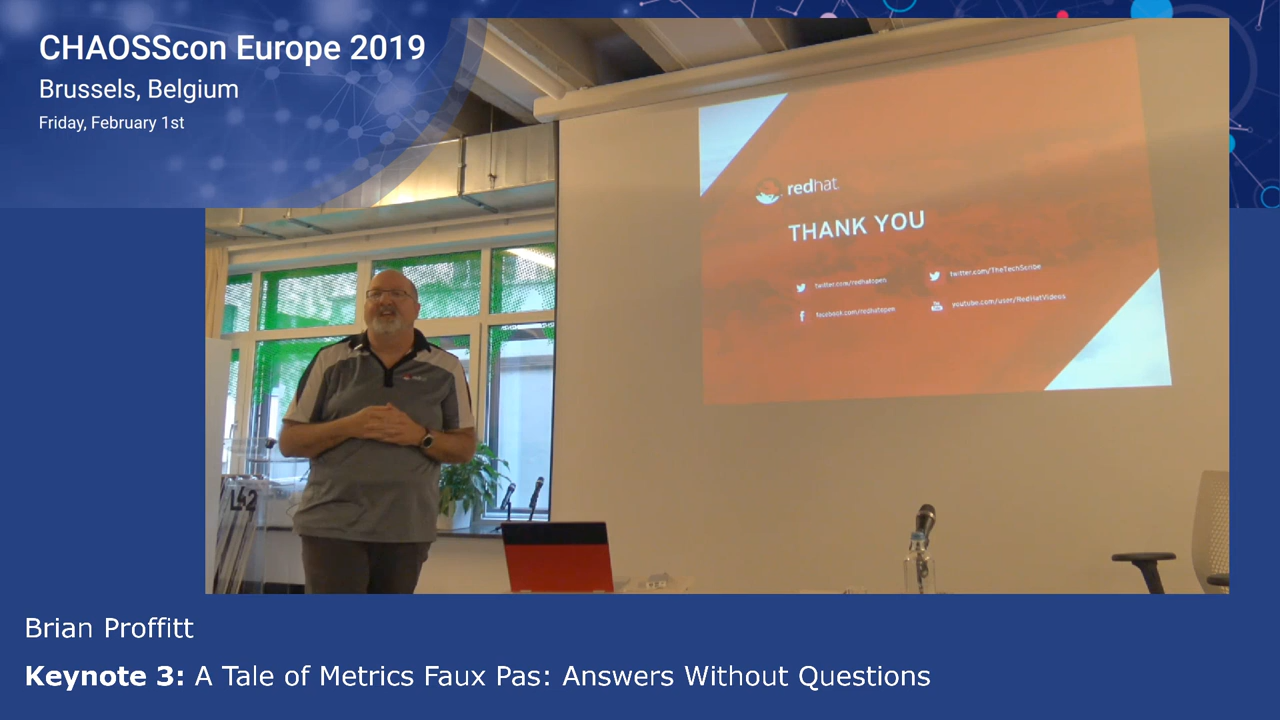 CHAOSScon Europe 2019
Brussels, Belgium
Friday, February 1st
redhat.
THANK YOU
twitter.com/redhatopen
twitter.com/TheTechScribe
facebook.com/redhatopen
youtube.com/user/RedHatVideos
L42
Brian Proffitt
Keynote 3: A Tale of Metrics Faux Pas: Answers Without Questions